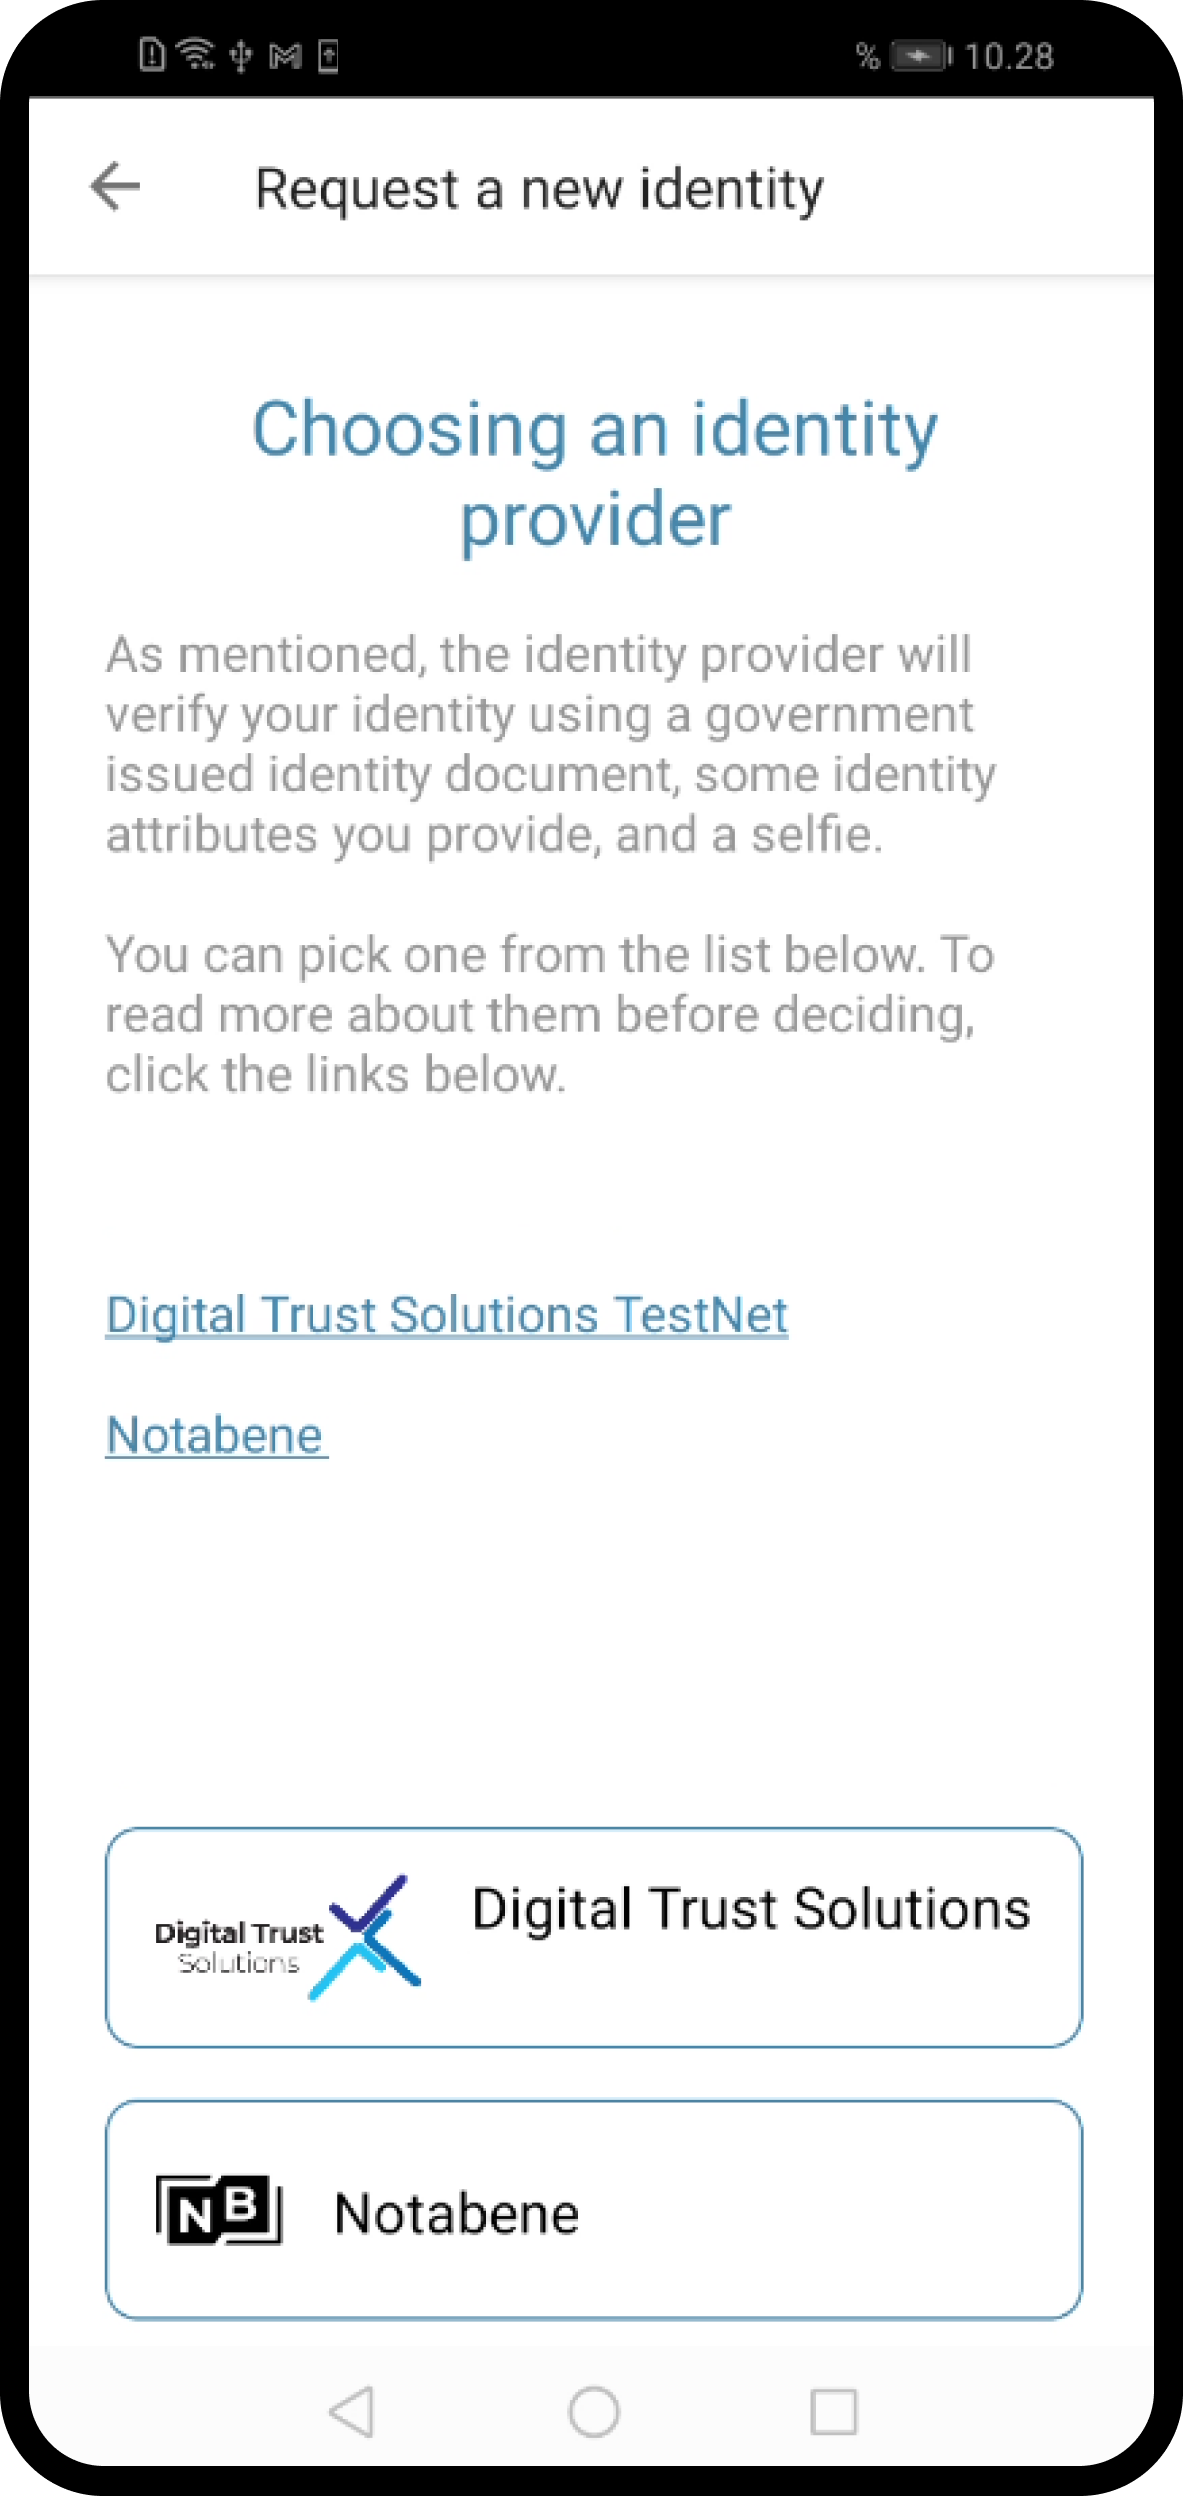 % 10.28
Request a new identity
Choosing an identity
provider
As mentioned, the identity provider will
verify your identity using a government
issued identity document, some identity
attributes you provide, and a selfie.
You can pick one from the list below. To
read more about them before deciding,
click the links below.
Digital Trust Solutions TestNet
Notabene
Digital Trust
Solutions
Digital Trust Solutions
NB
Notabene